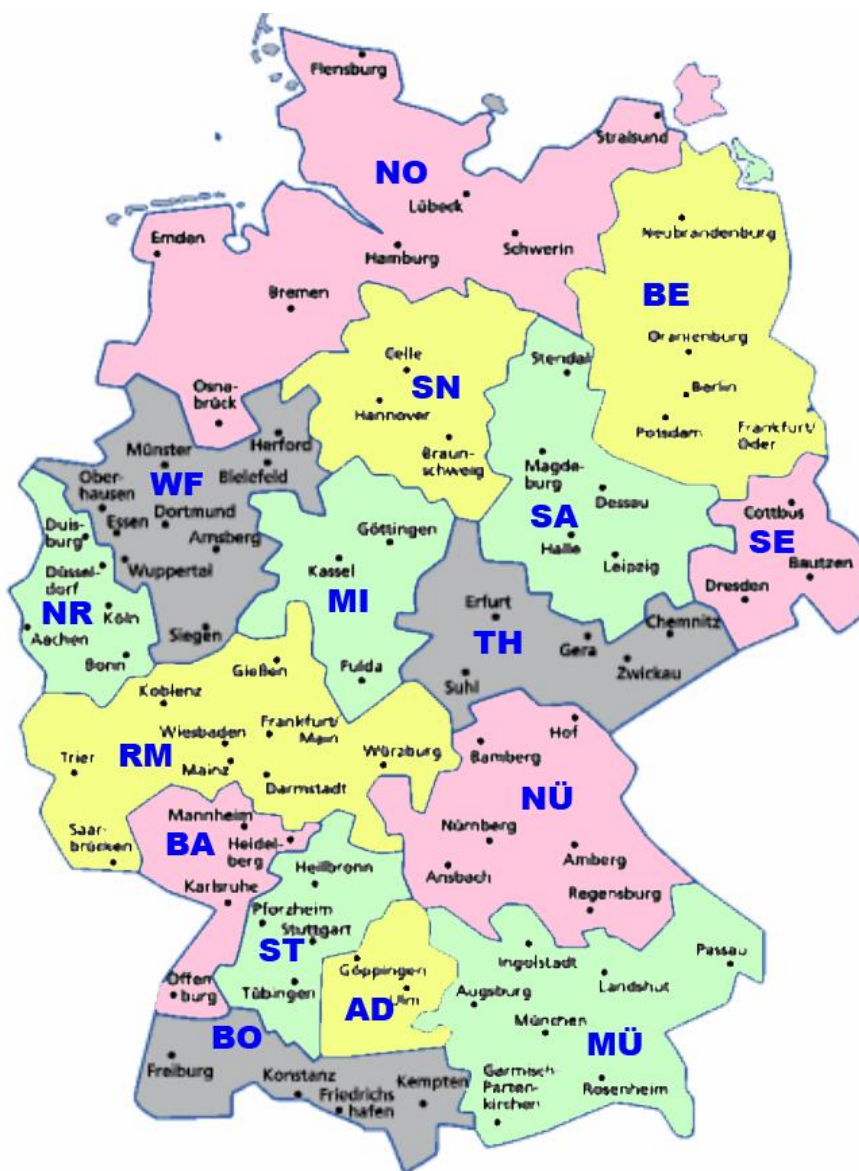 Flensburg
Stralsund
NO
Lübeck
Emden
Hamburg
Schwerin
Neubrandenburg
Bremen
BE
Oranienburg
Celle
Stendal
SN
Osna-
brück
Hannover
Berlin
Potsdam
Frankfurt/
Oder
Münster
Herford
Braun-
schweig
Ober-
hausen
WF
Bielefeld
Magde-
burg
Dessau
Cottbus
Duis-
burg
Essen
Dortmund
Arnsberg
Göttingen
SA
SE
Halle
Leipzig
Bautzen
Düssel-
dorf
Wuppertal
Kassel
MI
Dresden
NR
Köln
Erfurt
Aachen
Siegen
TH
Gera
Chemnitz
Bonn
Gießen
Fulda
Suhl
Zwickau
Koblenz
Wiesbaden
Frankfurt/
Main
Hof
Trier
RM
Mainz
Würzburg
Bamberg
Darmstadt
NÜ
Mannheim
Saar-
brücken
BA
Heidel-
berg
Nürnberg
Amberg
Heilbronn
Ansbach
Karlsruhe
Regensburg
Pforzheim
Stuttgart
ST
Göppingen
Ingolstadt
Passau
Offen
burg
Tübingen
Ulm
Augsburg
Landshut
AD
BO
München
MÜ
Freiburg
Konstanz
Kempten
Garmisch-
Parten-
kirchen
Rosenheim
Friedrichs
hafen